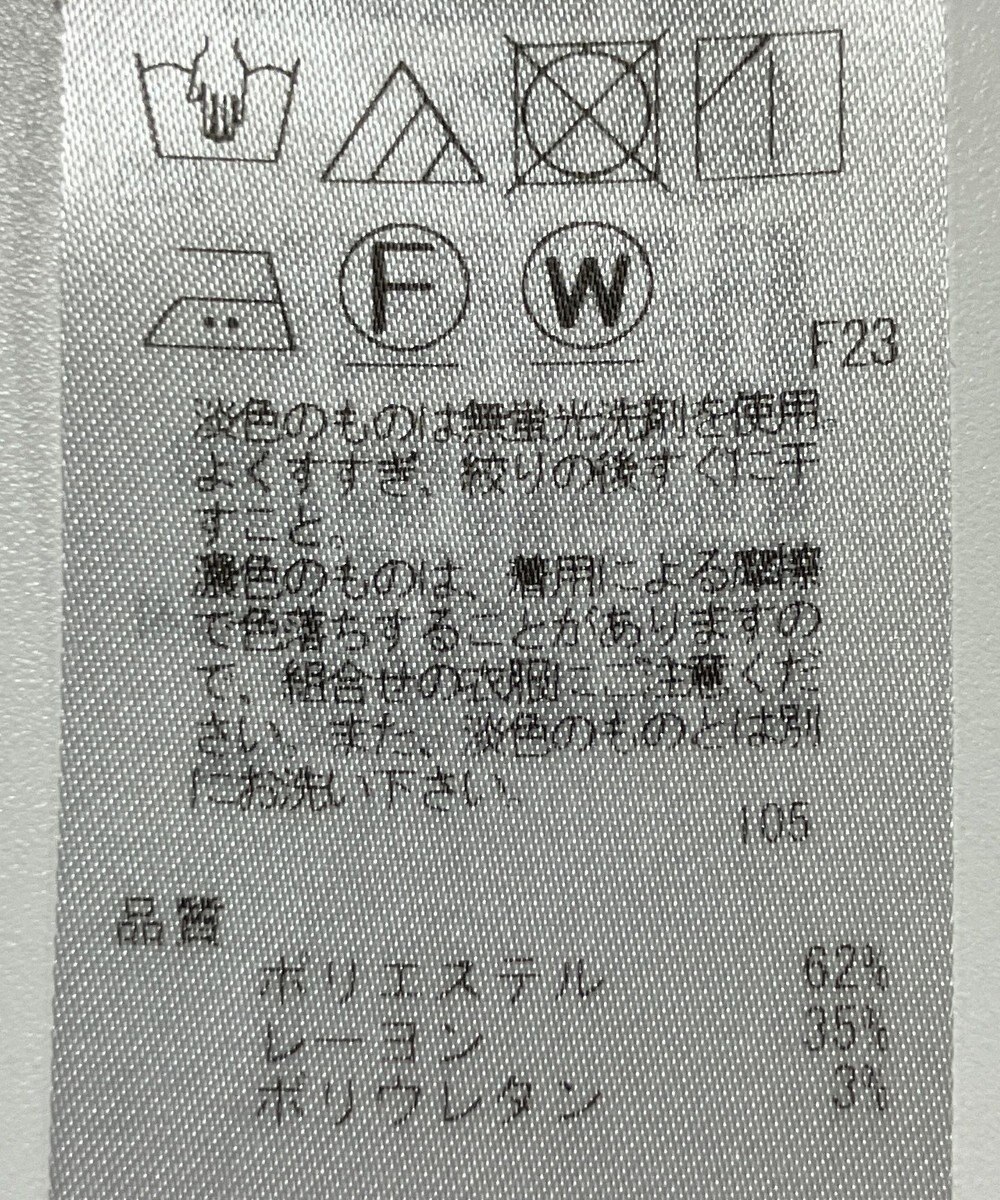 F W
F23
淡色のものは無蛍光洗剤を使用。
よくすすぎ、絞りの後すぐに干
すこと。
濃色のものは、着用による摩擦
で色落ちすることがありますの
で、組合せの衣服にご注意くだ
さい。また、淡色のものとは別
にお洗い下さい。
105
品質
ポリエステル 62%
レーヨン 35%
ポリウレタン 3%